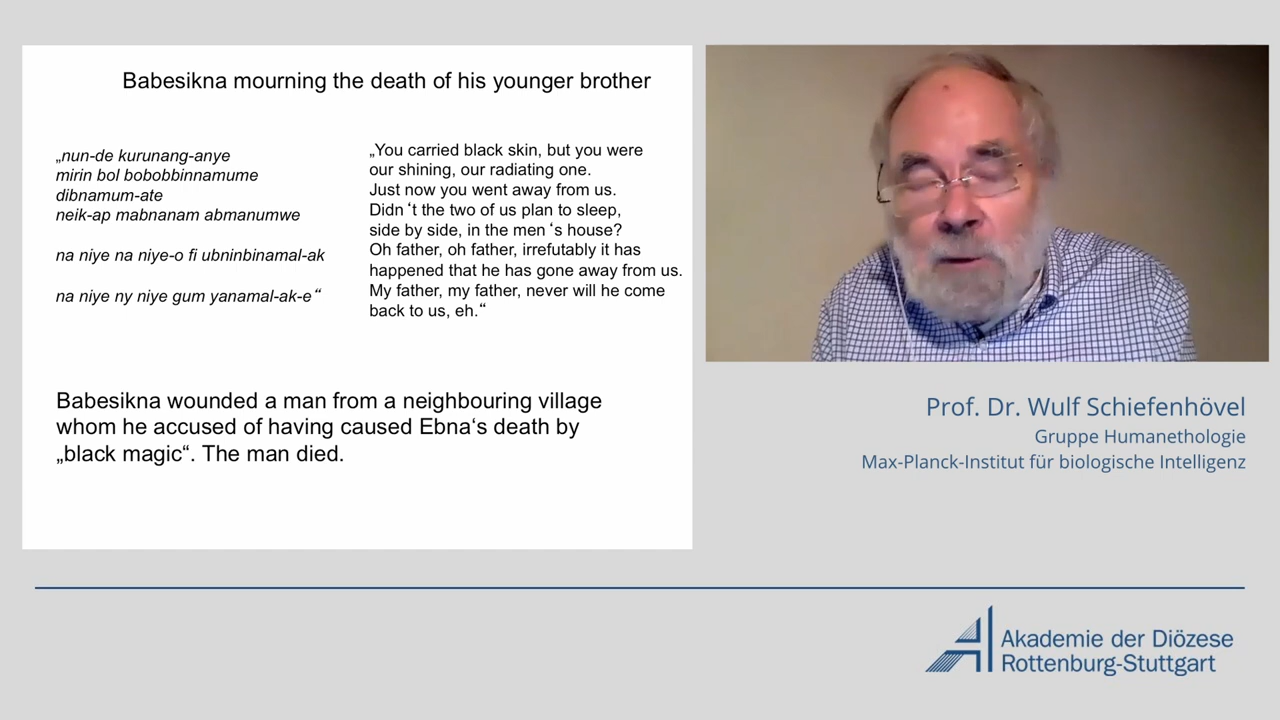 Babesikna mourning the death of his younger brother
„nun-de kurunang-anye
mirin bol bobobbinnamume
dibnamum-ate
neik-ap mabnanam abmanumwe
na niye na niye-o fi ubninbinamal-ak
na niye ny niye gum yanamal-ak-e“
„You carried black skin, but you were
our shining, our radiating one.
Just now you went away from us.
Didn‘t the two of us plan to sleep,
side by side, in the men‘s house?
Oh father, oh father, irrefutably it has
happened that he has gone away from us.
My father, my father, never will he come
back to us, eh.“
Babesikna wounded a man from a neighbouring village
whom he accused of having caused Ebna‘s death by
„black magic“. The man died.
Prof. Dr. Wulf Schiefenhövel
Gruppe Humanethologie
Max-Planck-Institut für biologische Intelligenz
Akademie der Diözese
Rottenburg-Stuttgart